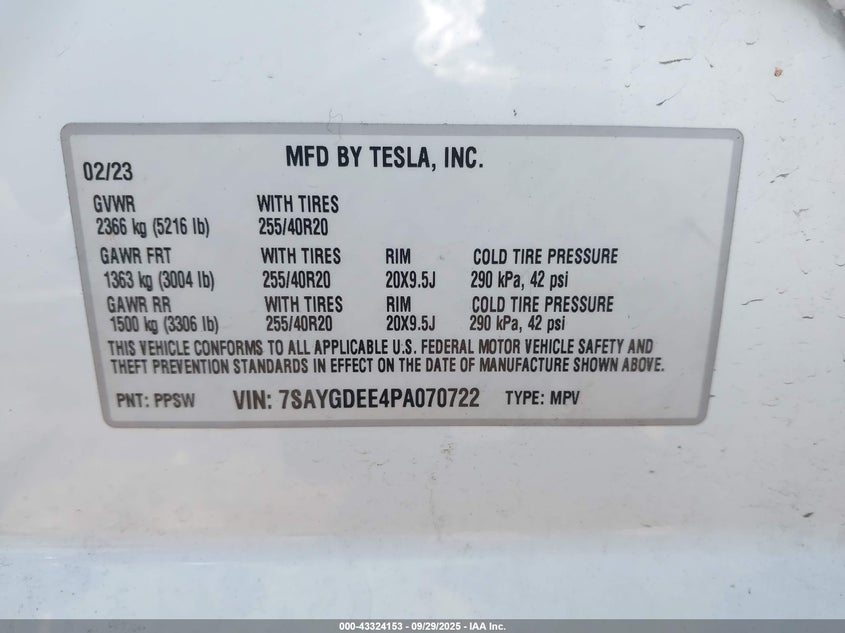 MFD BY TESLA, INC.
02/23
GVWR WITH TIRES
2366 kg (5216 lb) 255/40R20
GAWR FRT WITH TIRES RIM COLD TIRE PRESSURE
1363 kg (3004 lb) 255/40R20 20X9.5J 290 kPa, 42 psi
GAWR RR WITH TIRES RIM COLD TIRE PRESSURE
1500 kg (3306 lb) 255/40R20 20X9.5J 290 kPa, 42 psi
THIS VEHICLE CONFORMS TO ALL APPLICABLE U.S. FEDERAL MOTOR VEHICLE SAFETY AND
THEFT PREVENTION STANDARDS IN EFFECT ON THE DATE OF MANUFACTURE SHOWN ABOVE.
PNT: PPSW VIN: 7SAYGDEE4PA070722 TYPE: MPV
000-43324153 - 09/29/2025 - IAA Inc.